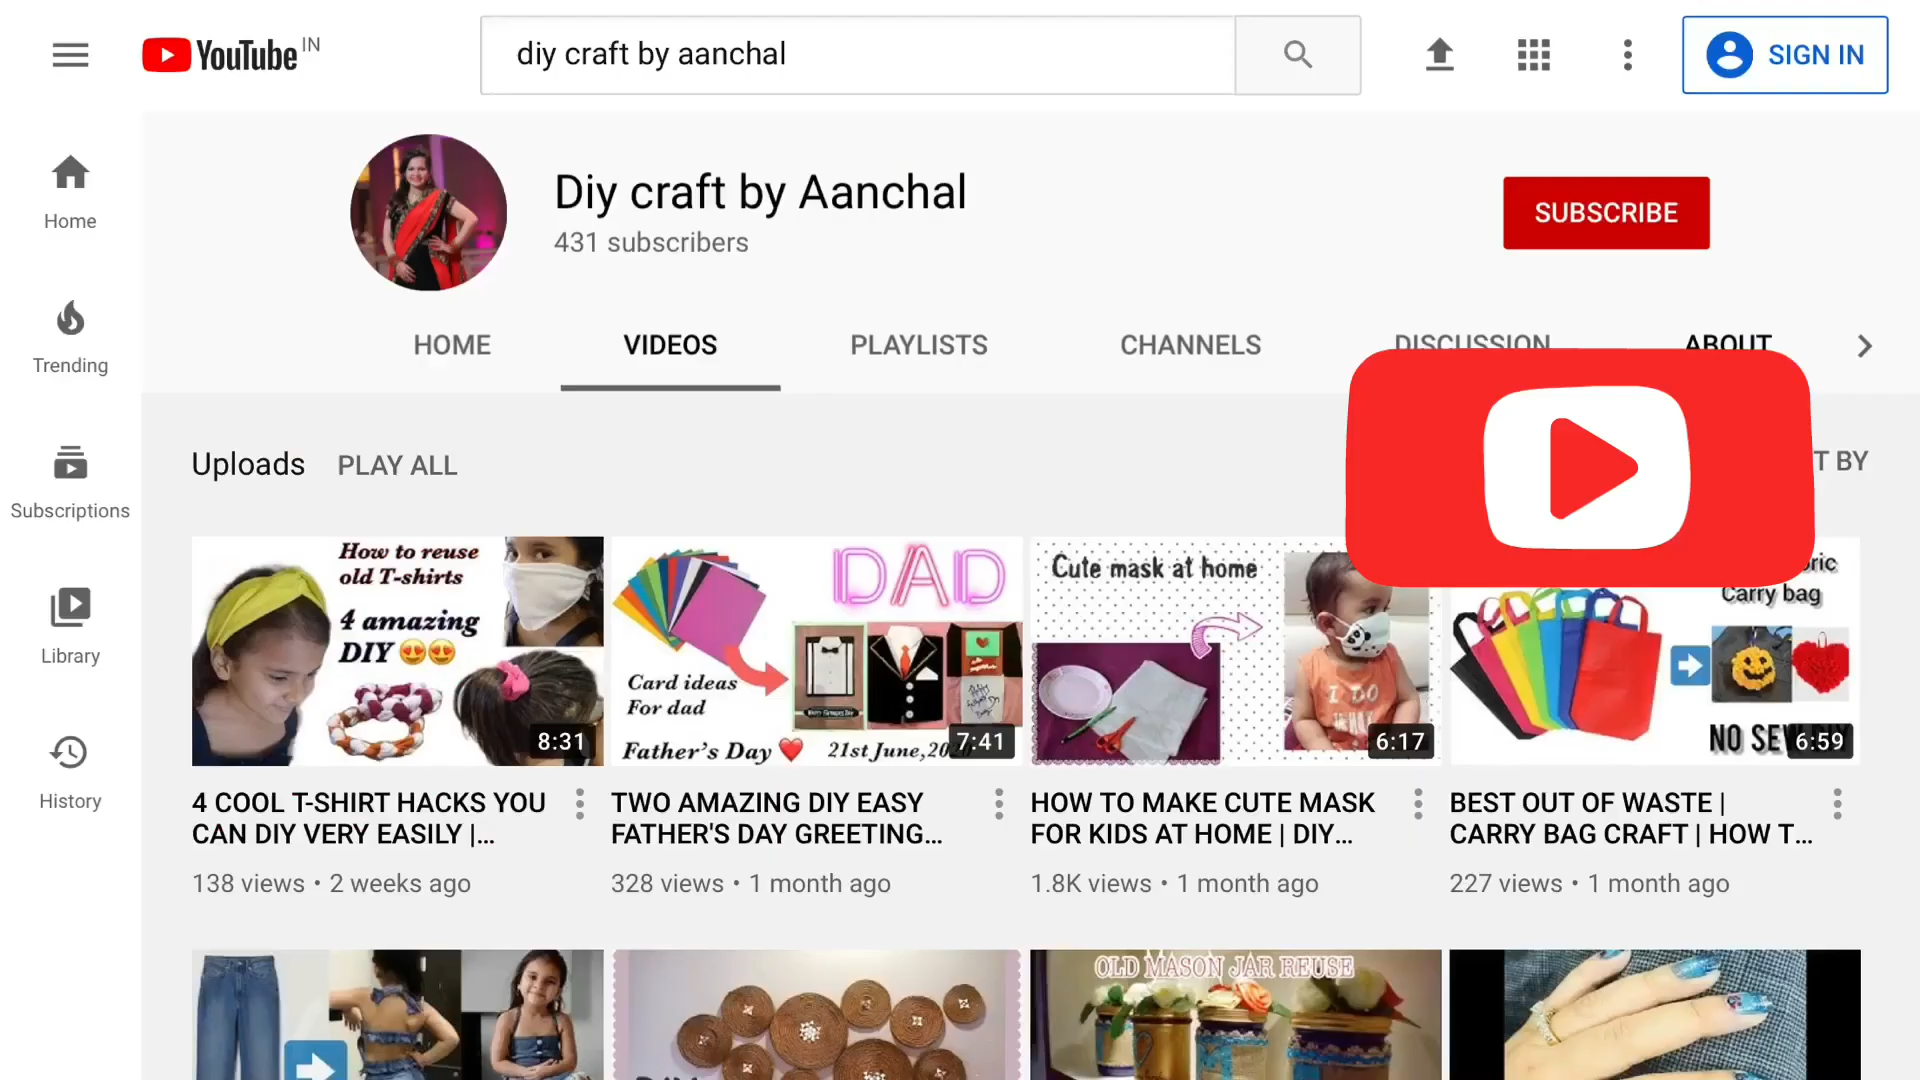 YouTube IN
diy craft by aanchal
SIGN IN
Home
Trending
Subscriptions
Library
History
Diy craft by Aanchal
431 subscribers
SUBSCRIBE
HOME
VIDEOS
PLAYLISTS
CHANNELS
DISCUSSION
ABOUT
Uploads
PLAY ALL
T BY
How to reuse
old T-shirts
4 amazing
DIY 😍😍
8:31
4 COOL T-SHIRT HACKS YOU
CAN DIY VERY EASILY |...
138 views • 2 weeks ago
DAD
Card ideas
For dad
Father's Day ❤️ 21st June,
7:41
TWO AMAZING DIY EASY
FATHER'S DAY GREETING...
328 views • 1 month ago
Cute mask at home
I DO
6:17
HOW TO MAKE CUTE MASK
FOR KIDS AT HOME | DIY...
1.8K views • 1 month ago
Carry bag
NO SEW
6:59
BEST OUT OF WASTE |
CARRY BAG CRAFT | HOW T...
227 views • 1 month ago
OLD MASON JAR REUSE